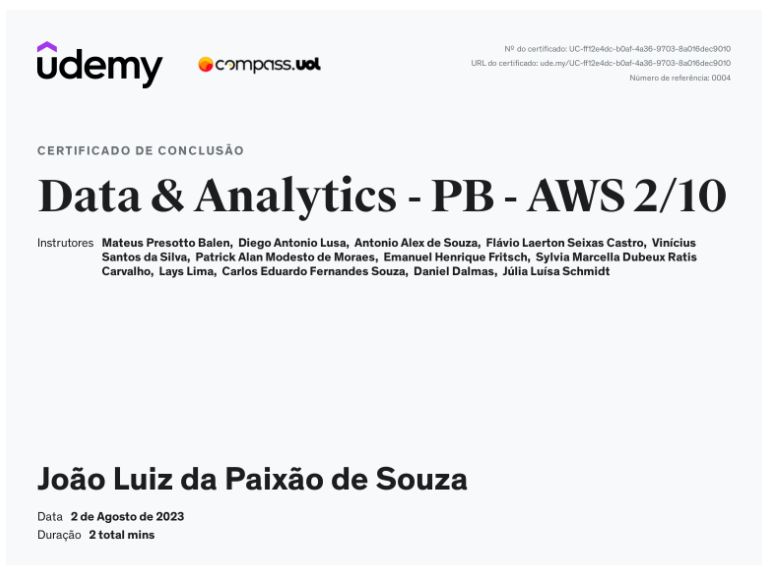 udemy
compass.uol
Nº do certificado: UC-ff12e4dc-b0af-4a36-9703-8a016dec9010
URL do certificado: ude.my/UC-ff12e4dc-b0af-4a36-9703-8a016dec9010
Número de referência: 0004
CERTIFICADO DE CONCLUSÃO
Data & Analytics - PB - AWS 2/10
Instrutores Mateus Presotto Balen, Diego Antonio Lusa, Antonio Alex de Souza, Flávio Laerton Seixas Castro, Vinícius
Santos da Silva, Patrick Alan Modesto de Moraes, Emanuel Henrique Fritsch, Sylvia Marcella Dubeux Ratis
Carvalho, Lays Lima, Carlos Eduardo Fernandes Souza, Daniel Dalmas, Júlia Luísa Schmidt
João Luiz da Paixão de Souza
Data 2 de Agosto de 2023
Duração 2 total mins